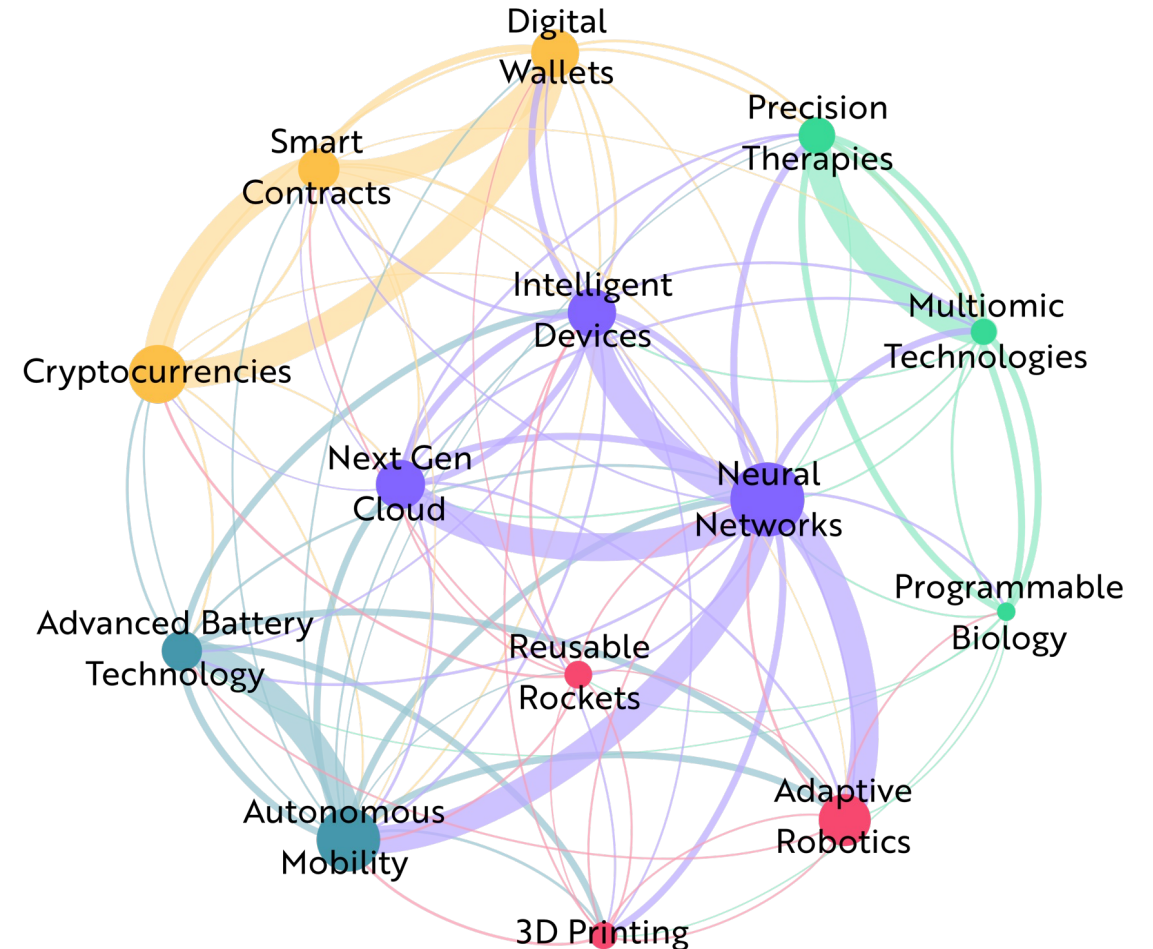 Digital
Wallets
Precision
Therapies
Smart
Contracts
Intelligent
Devices
Multiomic
Technologies
Cryptocurrencies
Next Gen
Cloud
Neural
Networks
Programmable
Biology
Advanced Battery
Technology
Reusable
Rockets
Autonomous
Mobility
Adaptive
Robotics
3D Printing